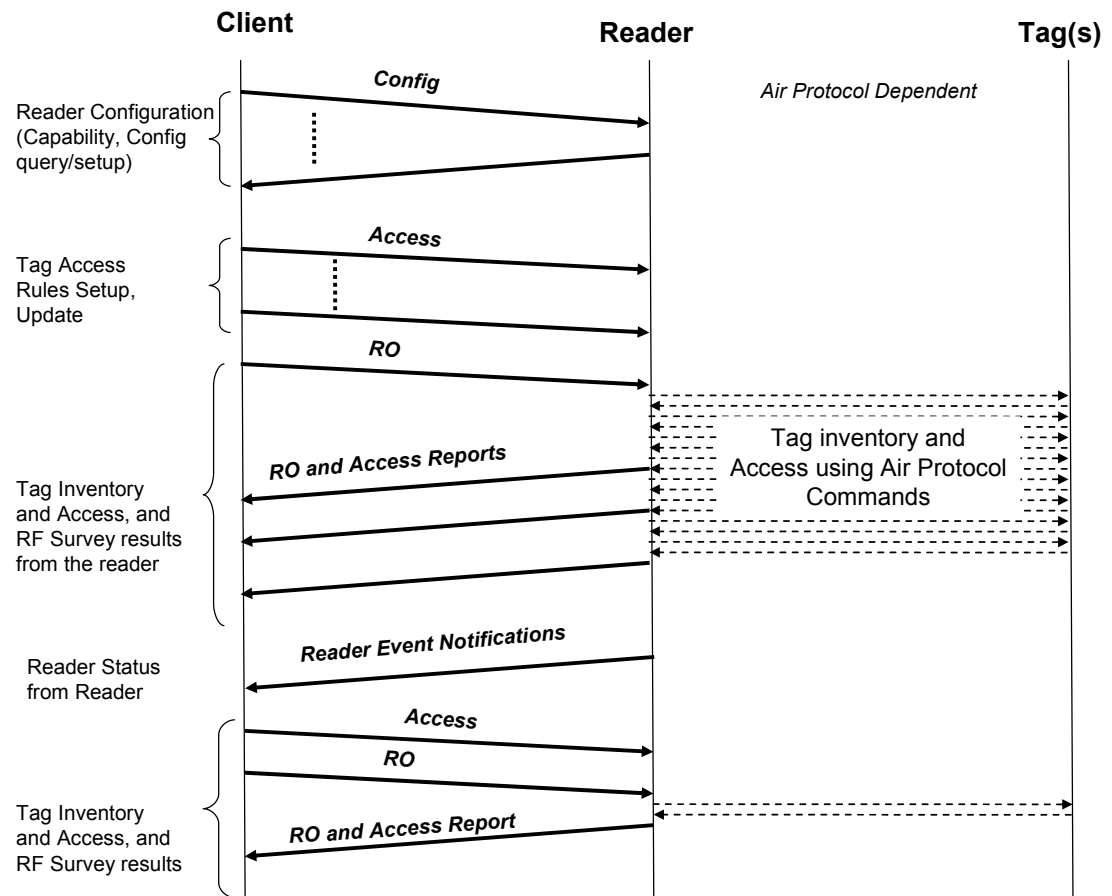 Client
Reader
Tag(s)
Config
Air Protocol Dependent
Reader Configuration
(Capability, Config
query/setup)
Access
Tag Access
Rules Setup,
Update
RO
Tag inventory and
Access using Air Protocol
Commands
RO and Access Reports
Tag Inventory
and Access, and
RF Survey results
from the reader
Reader Event Notifications
Reader Status
from Reader
Access
RO
Tag Inventory
and Access, and
RF Survey results
RO and Access Report